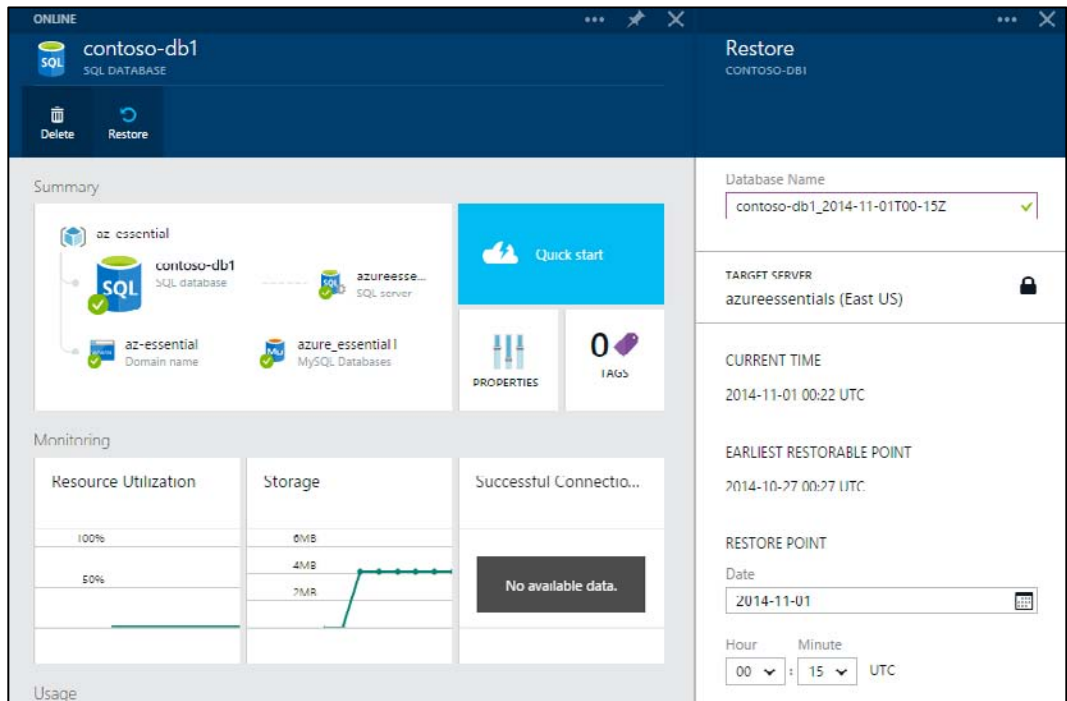 ONLINE
contoso-db1
SQL DATABASE
Delete
Restore
Summary
az-essential
SQL
contoso-db1
SQL database
azureesse...
SQL server
az-essential
Domain name
azure_essential1
MySQL Databases
Quick start
PROPERTIES
0
TAGS
Monitoring
Resource Utilization
100%
50%
Storage
6MB
4MB
2MB
Successful Connectio...
No available data.
Usage
Restore
CONTOSO-DB1
Database Name
contoso-db1_2014-11-01T00-15Z
TARGET SERVER
azureessentials (East US)
CURRENT TIME
2014-11-01 00:22 UTC
EARLIEST RESTORABLE POINT
2014-10-27 00:27 UTC
RESTORE POINT
Date
2014-11-01
Hour Minute
00 : 15 UTC